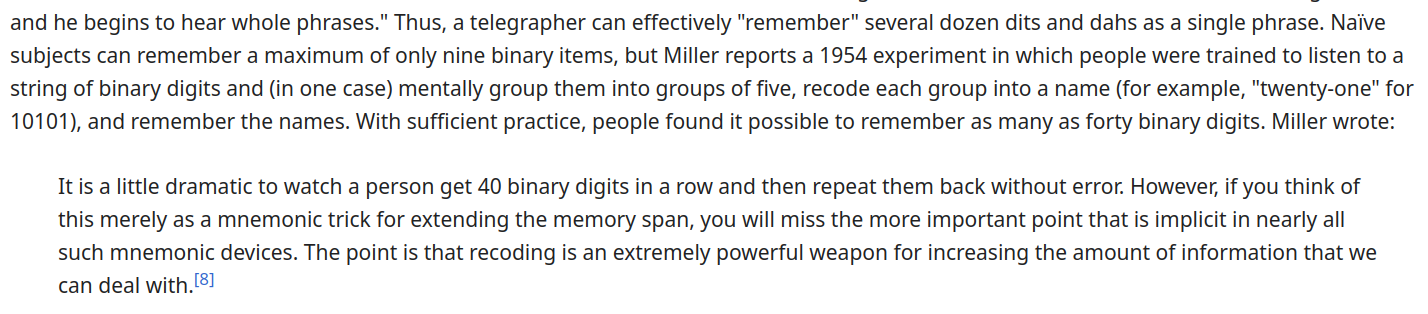 and he begins to hear whole phrases." Thus, a telegrapher can effectively "remember" several dozen dits and dahs as a single phrase. Naïve
subjects can remember a maximum of only nine binary items, but Miller reports a 1954 experiment in which people were trained to listen to a
string of binary digits and (in one case) mentally group them into groups of five, recode each group into a name (for example, "twenty-one" for
10101), and remember the names. With sufficient practice, people found it possible to remember as many as forty binary digits. Miller wrote:
It is a little dramatic to watch a person get 40 binary digits in a row and then repeat them back without error. However, if you think of
this merely as a mnemonic trick for extending the memory span, you will miss the more important point that is implicit in nearly all
such mnemonic devices. The point is that recoding is an extremely powerful weapon for increasing the amount of information that we
can deal with.[8]